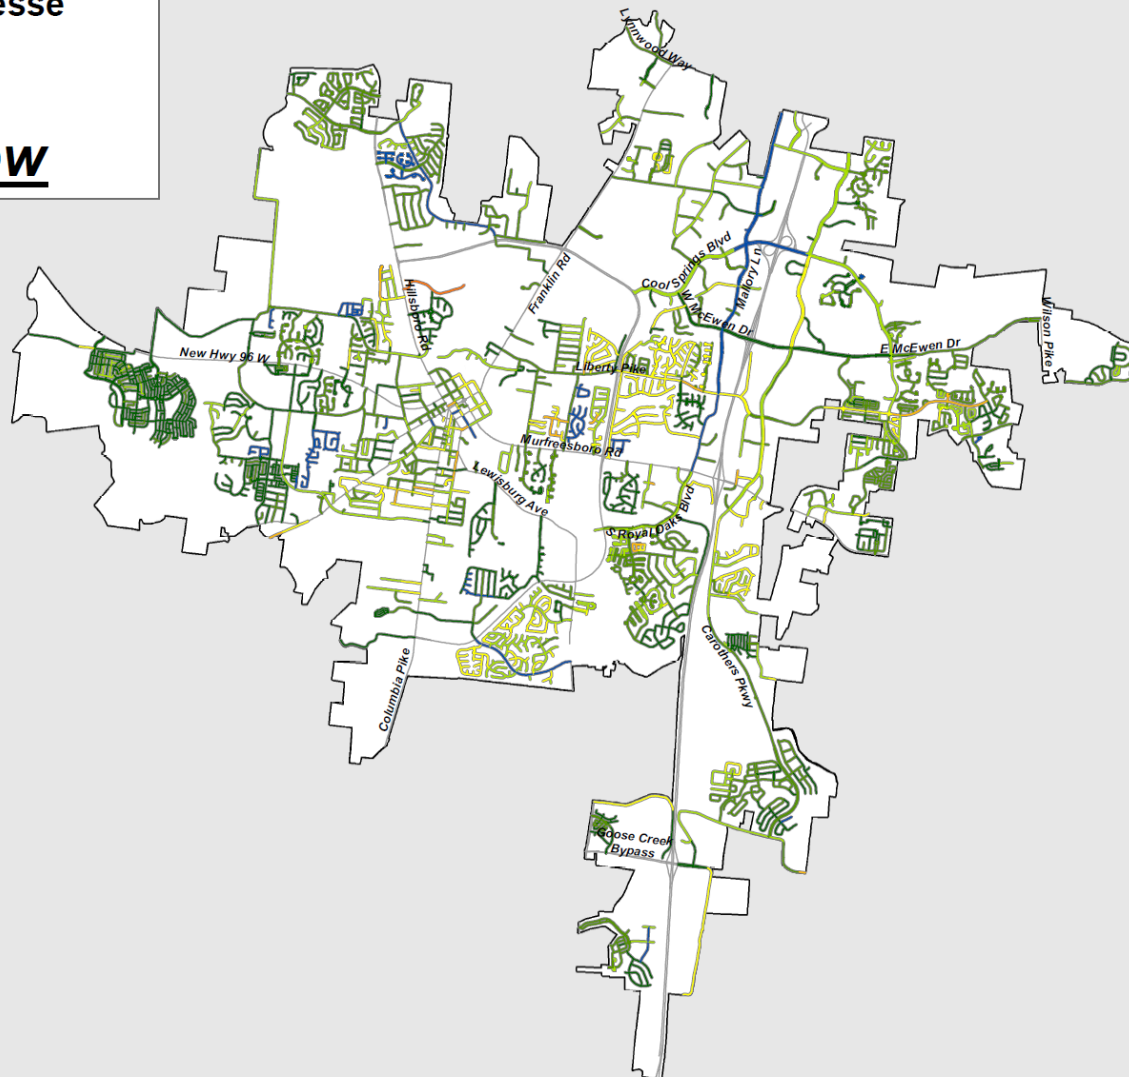 esse
w
Lynnwood Way
Franklin Rd
Hillsboro Rd
Cool Springs Blvd
Mallory Ln
W McEwen Dr
E McEwen Dr
Wilson Pike
New Hwy 96 W
Liberty Pike
Murfreesboro Rd
Lewisburg Ave
S Royal Oaks Blvd
Carothers Pkwy
Columbia Pike
Goose Creek
Bypass